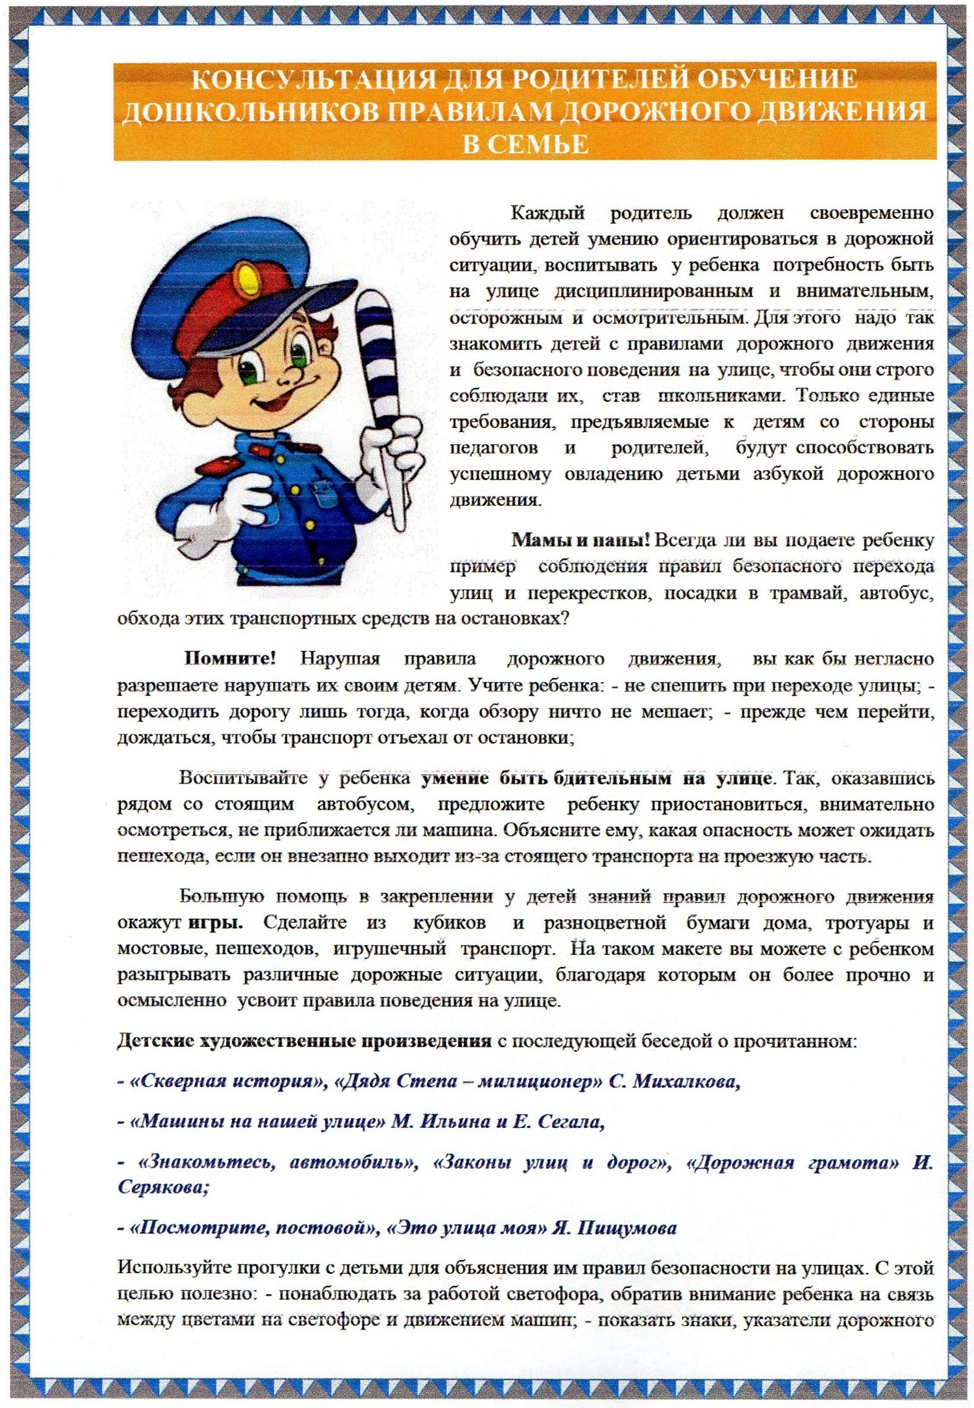 КОНСУЛЬТАЦИЯ ДЛЯ РОДИТЕЛЕЙ ОБУЧЕНИЕ
ДОШКОЛЬНИКОВ ПРАВИЛАМ ДОРОЖНОГО ДВИЖЕНИЯ
В СЕМЬЕ
Каждый родитель должен своевременно
обучить детей умению ориентироваться в дорожной
ситуации, воспитывать у ребенка потребность быть
на улице дисциплинированным и внимательным,
осторожным и осмотрительным. Для этого надо так
знакомить детей с правилами дорожного движения
и безопасного поведения на улице, чтобы они строго
соблюдали их, став школьниками. Только единые
требования, предъявляемые к детям со стороны
педагогов и родителей, будут способствовать
успешному овладению детьми азбукой дорожного
движения.
Мамы и папы! Всегда ли вы подаете ребенку
пример соблюдения правил безопасного перехода
улиц и перекрестков, посадки в трамвай, автобус,
обхода этих транспортных средств на остановках?
Помните! Нарушая правила дорожного движения, вы как бы негласно
разрешаете нарушать их своим детям. Учите ребенка: - не спешить при переходе улицы; -
переходить дорогу лишь тогда, когда обзору ничто не мешает; - прежде чем перейти,
дождаться, чтобы транспорт отъехал от остановки;
Воспитывайте у ребенка умение быть бдительным на улице. Так, оказавшись
рядом со стоящим автобусом, предложите ребенку приостановиться, внимательно
осмотреться, не приближается ли машина. Объясните ему, какая опасность может ожидать
пешехода, если он внезапно выходит из-за стоящего транспорта на проезжую часть.
Большую помощь в закреплении у детей знаний правил дорожного движения
окажут игры. Сделайте из кубиков и разноцветной бумаги дома, тротуары и
мостовые, пешеходов, игрушечный транспорт. На таком макете вы можете с ребенком
разыгрывать различные дорожные ситуации, благодаря которым он более прочно и
осмысленно усвоит правила поведения на улице.
Детские художественные произведения с последующей беседой о прочитанном:
- «Скверная история», «Дядя Степа – милиционер» С. Михалкова,
- «Машины на нашей улице» М. Ильина и Е. Сегала,
- «Знакомьтесь, автомобиль», «Законы улиц и дорог», «Дорожная грамота» И.
Серякова;
- «Посмотрите, постовой», «Это улица моя» Я. Пищумова
Используйте прогулки с детьми для объяснения им правил безопасности на улицах. С этой
целью полезно: - понаблюдать за работой светофора, обратив внимание ребенка на связь
между цветами на светофоре и движением машин; - показать знаки, указатели дорожного